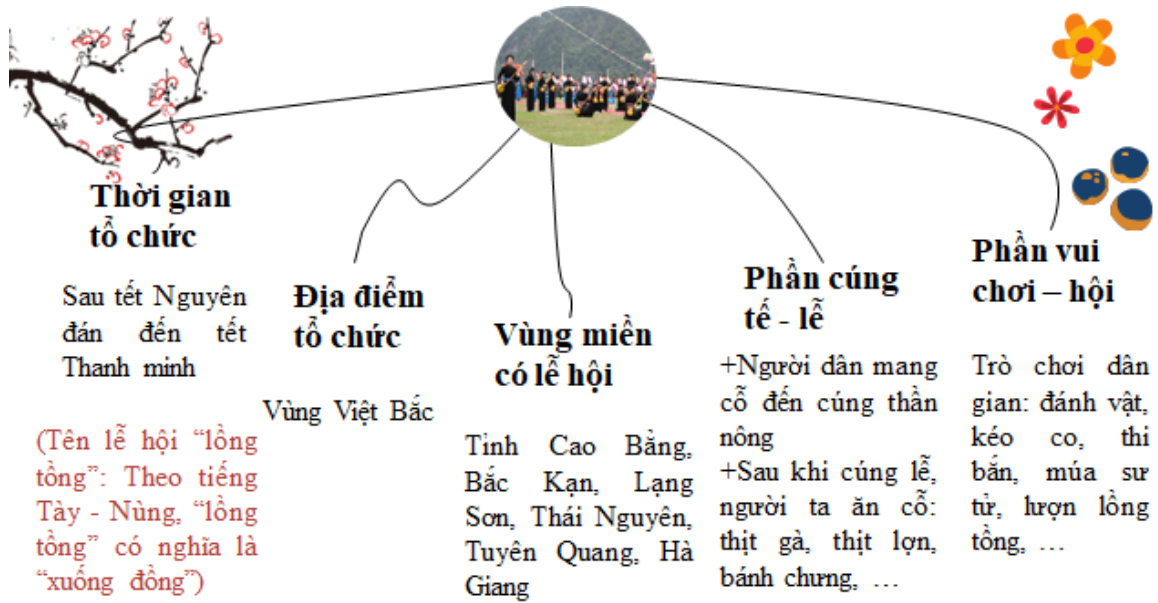 Thời gian
tổ chức
Sau tết Nguyên
đán đến tết
Thanh minh
(Tên lễ hội “lồng
tồng”: Theo tiếng
Tày - Nùng, “lồng
tồng” có nghĩa là
“xuống đồng”)
Địa điểm
tổ chức
Vùng Việt Bắc
Vùng miền
có lễ hội
Tỉnh Cao Bằng,
Bắc Kạn, Lạng
Sơn, Thái Nguyên,
Tuyên Quang, Hà
Giang
Phần cúng
tế - lễ
+Người dân mang
cỗ đến cúng thần
nông
+Sau khi cúng lễ,
người ta ăn cỗ:
thịt gà, thịt lợn,
bánh chưng, …
Phần vui
chơi – hội
Trò chơi dân
gian: đánh vật,
kéo co, thi
bắn, múa sư
tử, lượn lồng
tồng, …